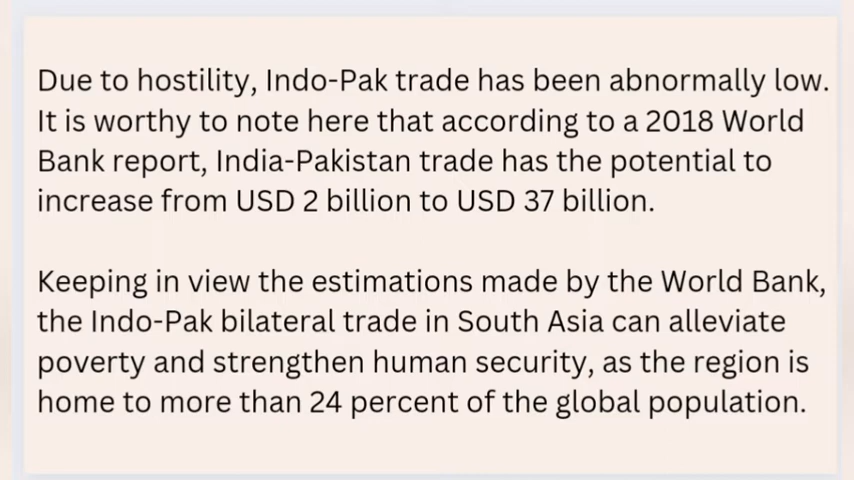 Due to hostility, Indo-Pak trade has been abnormally low.
It is worthy to note here that according to a 2018 World
Bank report, India-Pakistan trade has the potential to
increase from USD 2 billion to USD 37 billion.
Keeping in view the estimations made by the World Bank,
the Indo-Pak bilateral trade in South Asia can alleviate
poverty and strengthen human security, as the region is
home to more than 24 percent of the global population.